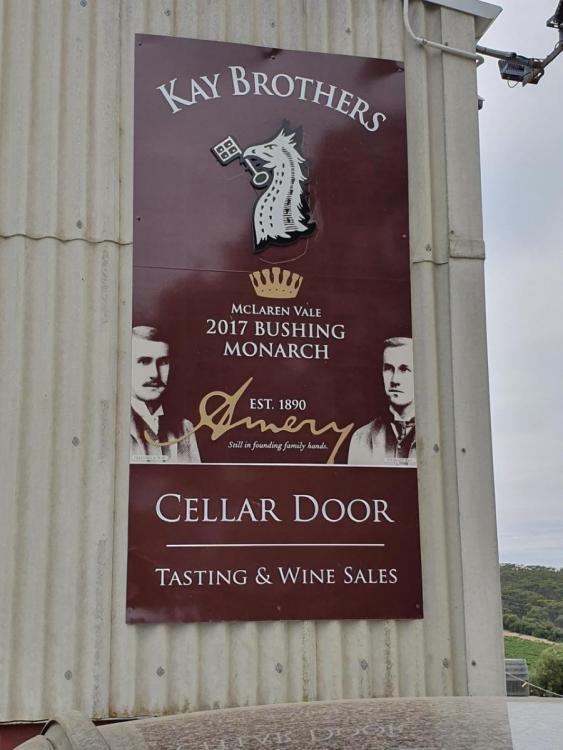 KAY BROTHERS
MCLAREN VALE
2017 BUSHING
MONARCH
EST. 1890
Amery
Still in founding family hands.
CELLAR DOOR
TASTING & WINE SALES